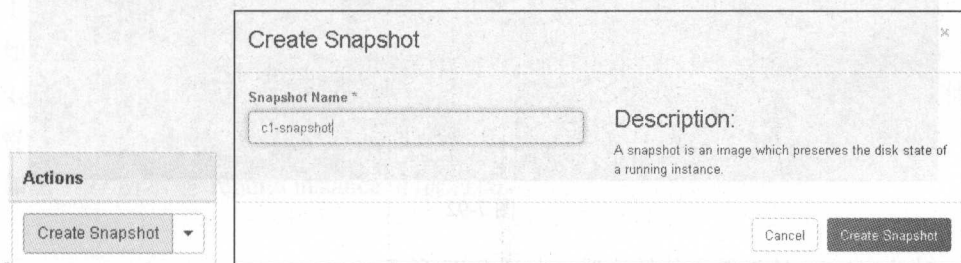 Create Snapshot
×
Snapshot Name *
c1-snapshot
Description:
A snapshot is an image which preserves the disk state of
a running instance.
Actions
Create Snapshot
Cancel
Create Snapshot